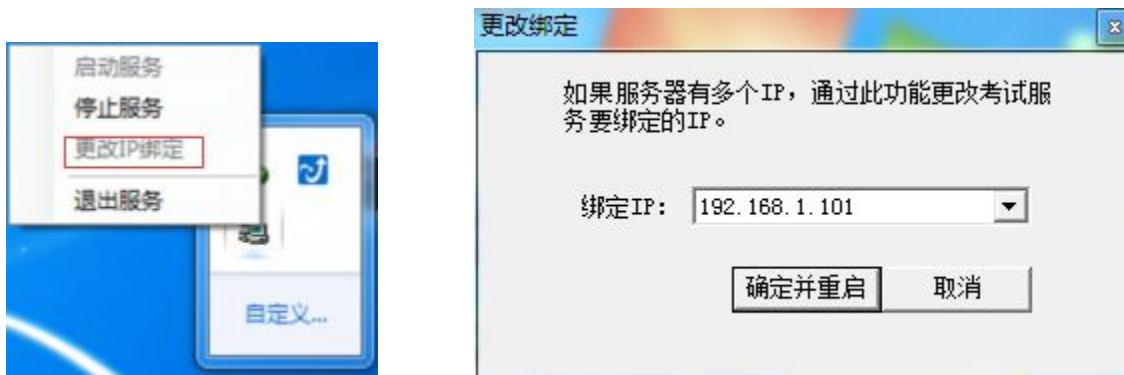 启动服务
停止服务
更改IP绑定
退出服务
自定义...
更改绑定
如果服务器有多个IP，通过此功能更改考试服
务要绑定的IP。
绑定IP：
192.168.1.101
确定并重启
取消